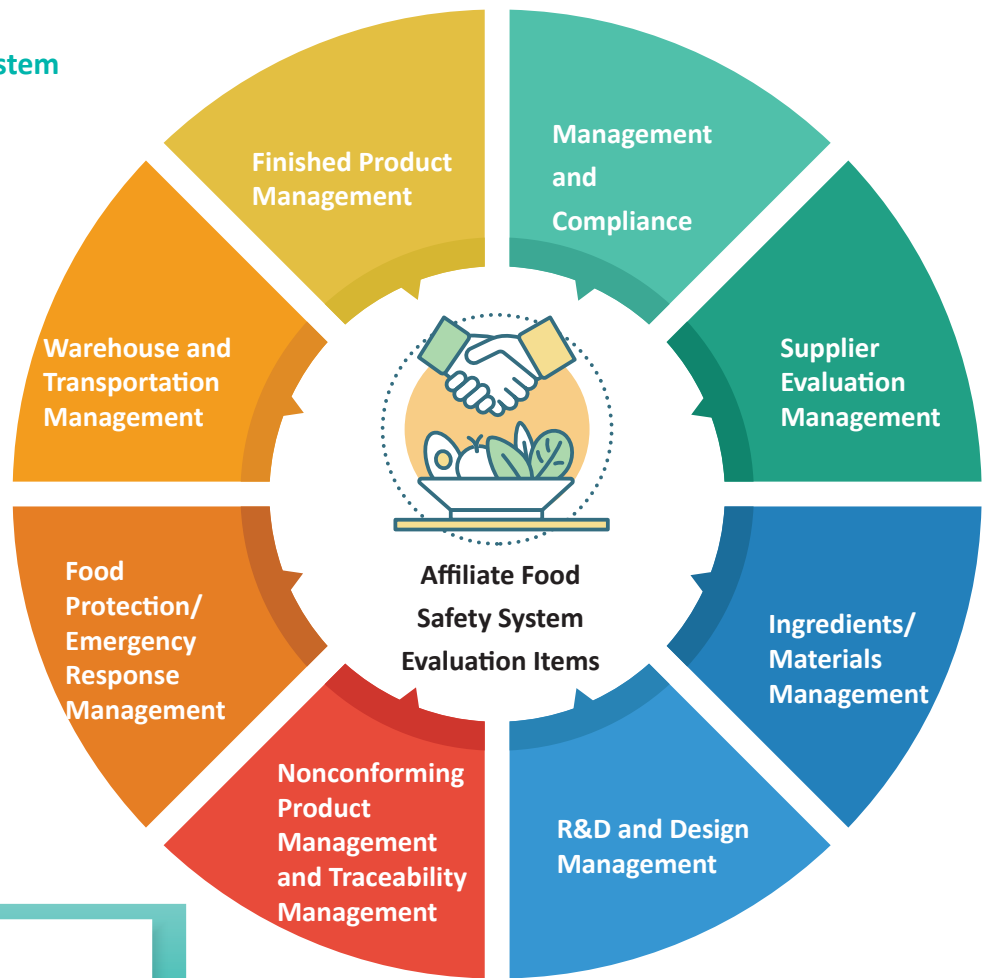 stem
Management
and
Compliance
Supplier
Evaluation
Management
Ingredients/
Materials
Management
R&D and Design
Management
Nonconforming
Product
Management
and Traceability
Management
Food
Protection/
Emergency
Response
Management
Warehouse and
Transportation
Management
Finished Product
Management
Affiliate Food
Safety System
Evaluation Items